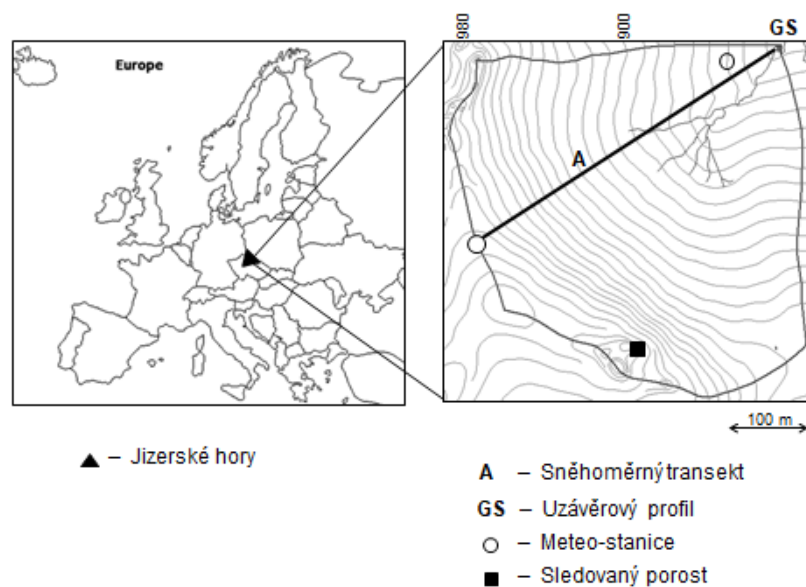 Europe
980
900
GS
A
100 m
▲ – Jizerské hory
A – Sněhoměrný transekt
GS – Uzávěrový profil
○ – Meteo-stanice
■ – Sledovaný porost